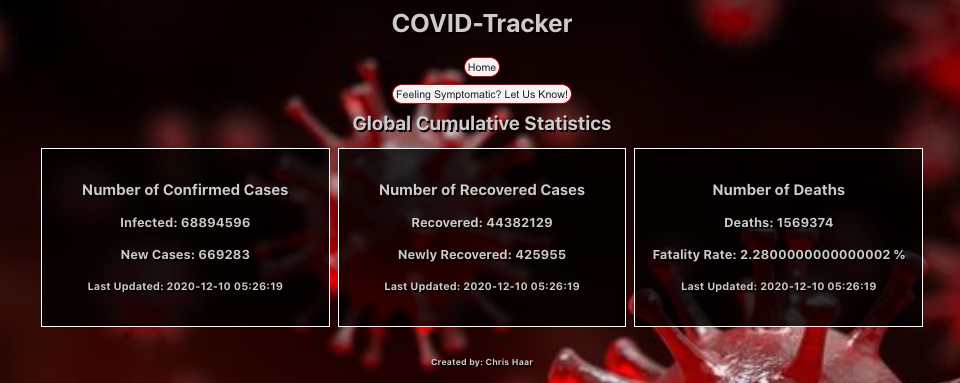 COVID-Tracker
Home
Feeling Symptomatic? Let Us Know!
Global Cumulative Statistics
Number of Confirmed Cases
Infected: 68894596
New Cases: 669283
Last Updated: 2020-12-10 05:26:19
Number of Recovered Cases
Recovered: 44382129
Newly Recovered: 425955
Last Updated: 2020-12-10 05:26:19
Number of Deaths
Deaths: 1569374
Fatality Rate: 2.2800000000000002 %
Last Updated: 2020-12-10 05:26:19
Created by: Chris Haar